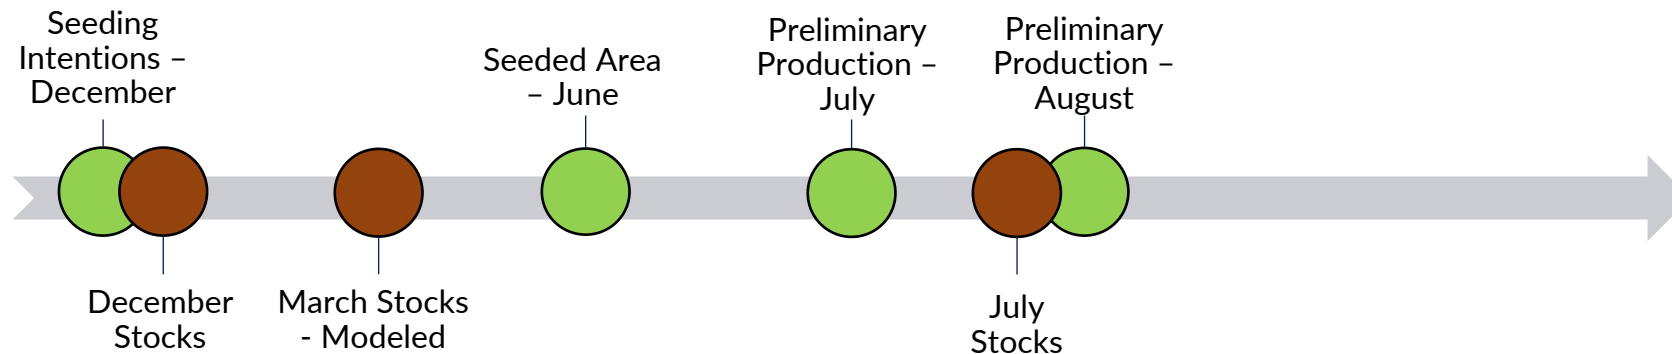 Seeding
Intentions –
December
Seeded Area
– June
Preliminary
Production –
July
Preliminary
Production –
August
December
Stocks
March Stocks
- Modeled
July
Stocks